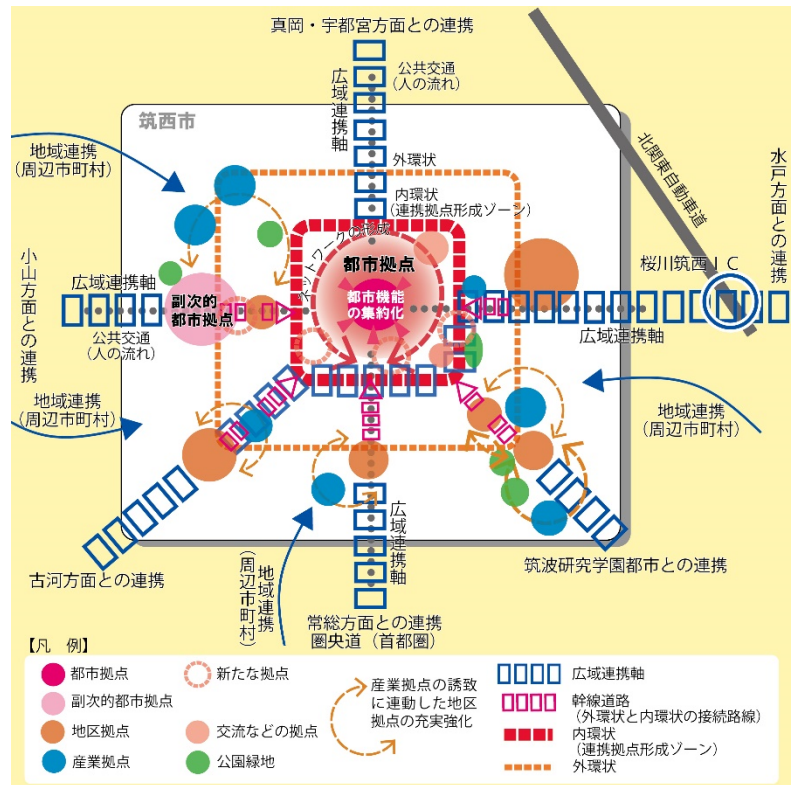 真岡・宇都宮方面との連携
公共交通
(人の流れ)
広域連携軸
筑西市
北関東自動車道
水戸方面との連携
地域連携
(周辺市町村)
外環状
内環状
(連携拠点形成ゾーン)
ネットワークの形成
都市拠点
都市機能
の集約化
桜川筑西IC
小山方面との連携
広域連携軸
副次的
都市拠点
公共交通
(人の流れ)
広域連携軸
地域連携
(周辺市町村)
地域連携
(周辺市町村)
広域連携軸
古河方面との連携
地域連携
(周辺市町村)
筑波研究学園都市との連携
常総方面との連携
圏央道(首都圏)
【凡 例】
都市拠点
新たな拠点
副次的都市拠点
地区拠点
交流などの拠点
産業拠点
公園緑地
産業拠点の誘致
に連動した地区
拠点の充実強化
広域連携軸
幹線道路
(外環状と内環状の接続路線)
内環状
(連携拠点形成ゾーン)
外環状